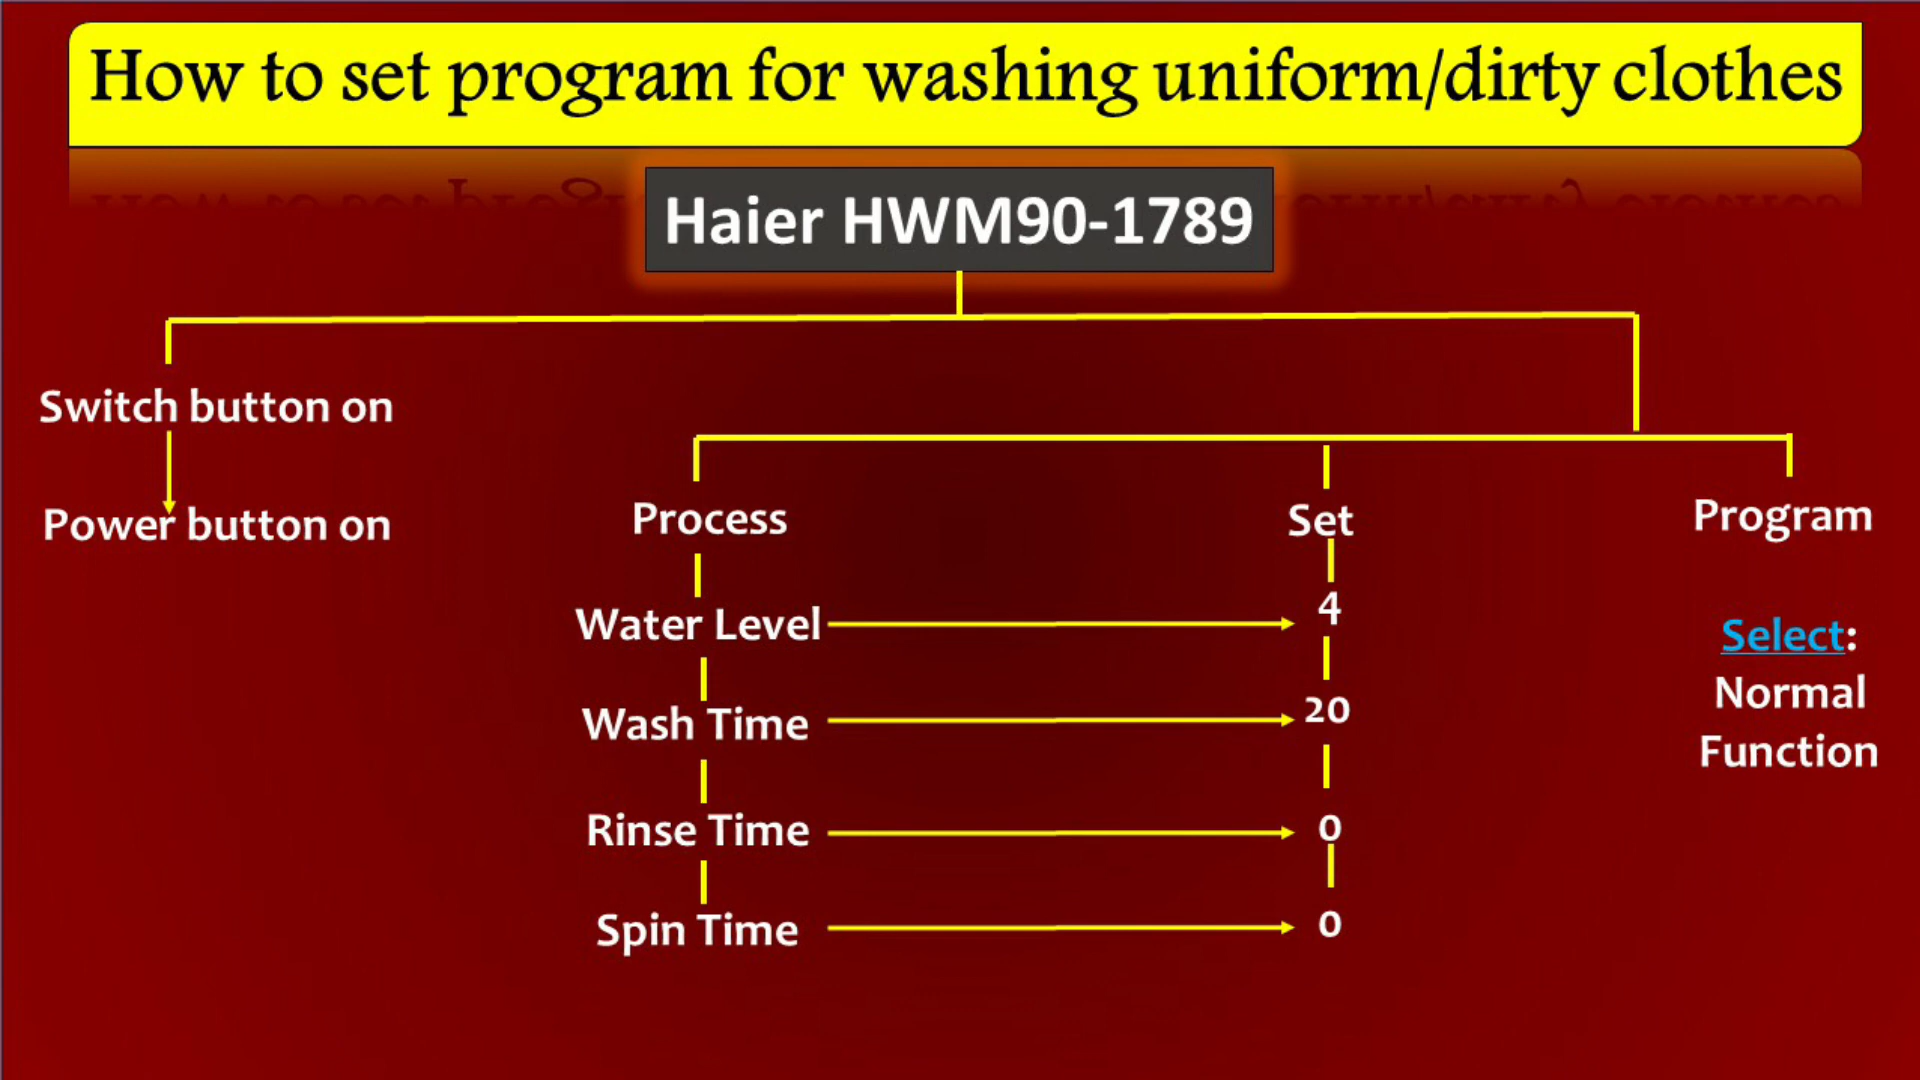 How to set program for washing uniform/dirty clothes
Haier HWM90-1789
Switch button on
Power button on
Process
Set
Program
Water Level
4
Wash Time
20
Rinse Time
0
Spin Time
0
Select:
Normal
Function